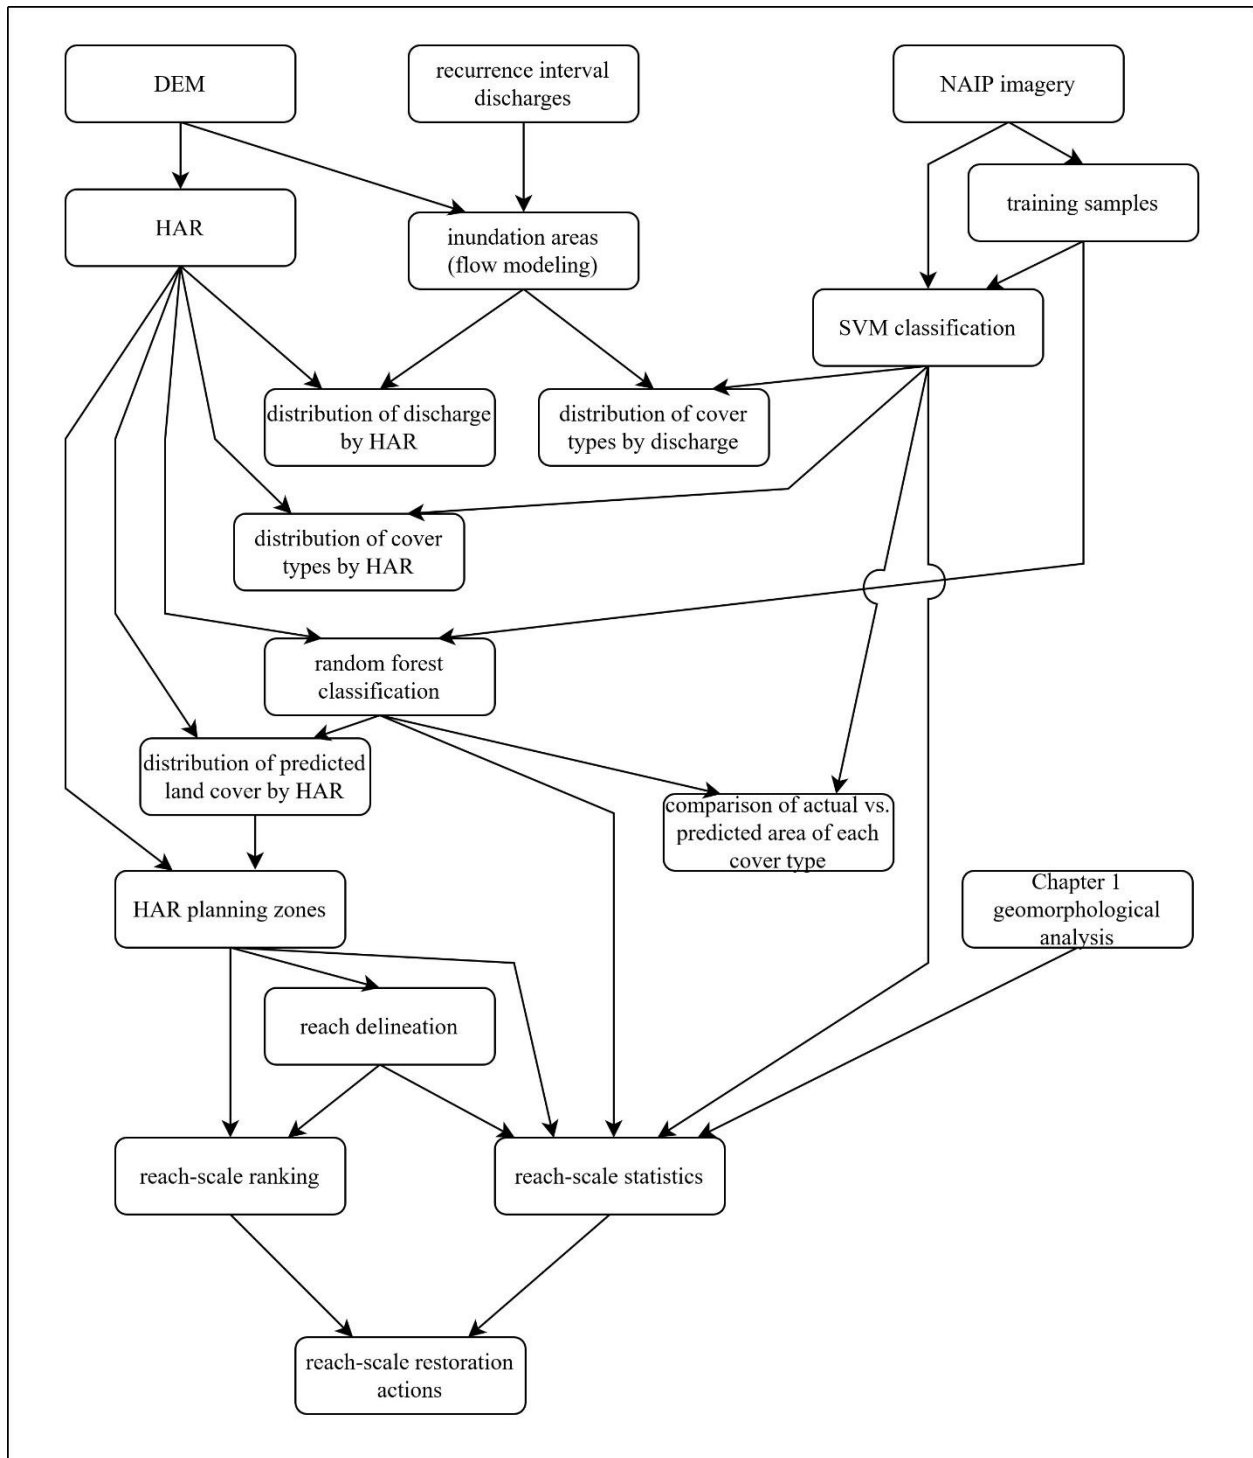 DEM
recurrence interval
discharges
NAIP imagery
HAR
inundation areas
(flow modeling)
training samples
SVM classification
distribution of discharge
by HAR
distribution of cover
types by discharge
distribution of cover
types by HAR
random forest
classification
distribution of predicted
land cover by HAR
comparison of actual vs.
predicted area of each
cover type
HAR planning zones
Chapter 1
geomorphological
analysis
reach delineation
reach-scale ranking
reach-scale statistics
reach-scale restoration
actions